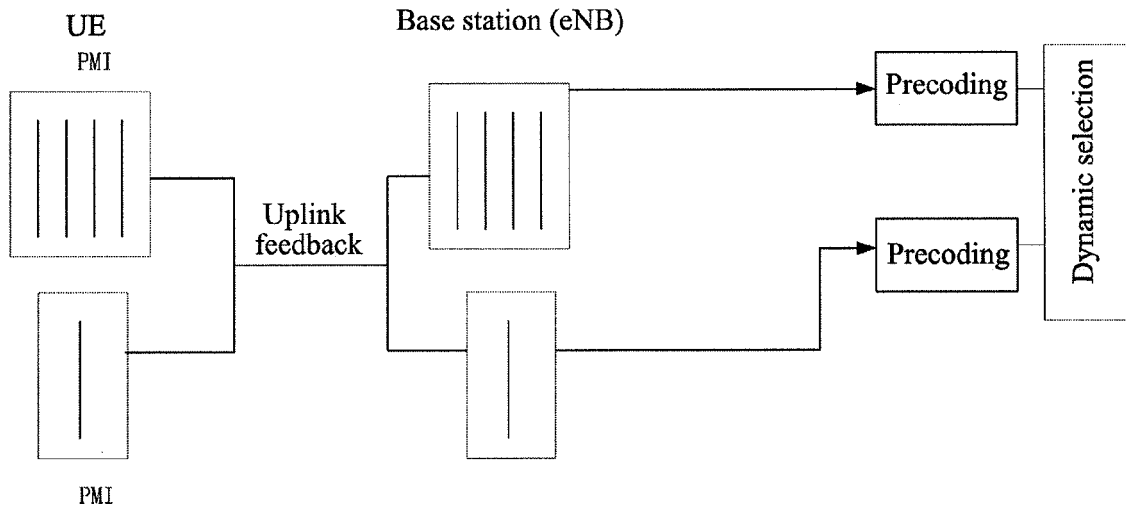 UE
Base station (eNB)
PMI
Precoding
Uplink
feedback
Precoding
Dynamic selection
PMI